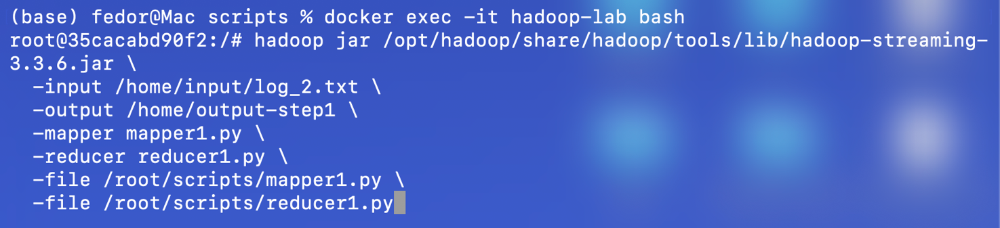 (base) fedor@Mac scripts % docker exec -it hadoop-lab bash
root@35cacabd90f2:/# hadoop jar /opt/hadoop/share/hadoop/tools/lib/hadoop-streaming-
3.3.6.jar \
  -input /home/input/log_2.txt \
  -output /home/output-step1 \
  -mapper mapper1.py \
  -reducer reducer1.py \
  -file /root/scripts/mapper1.py \
  -file /root/scripts/reducer1.py